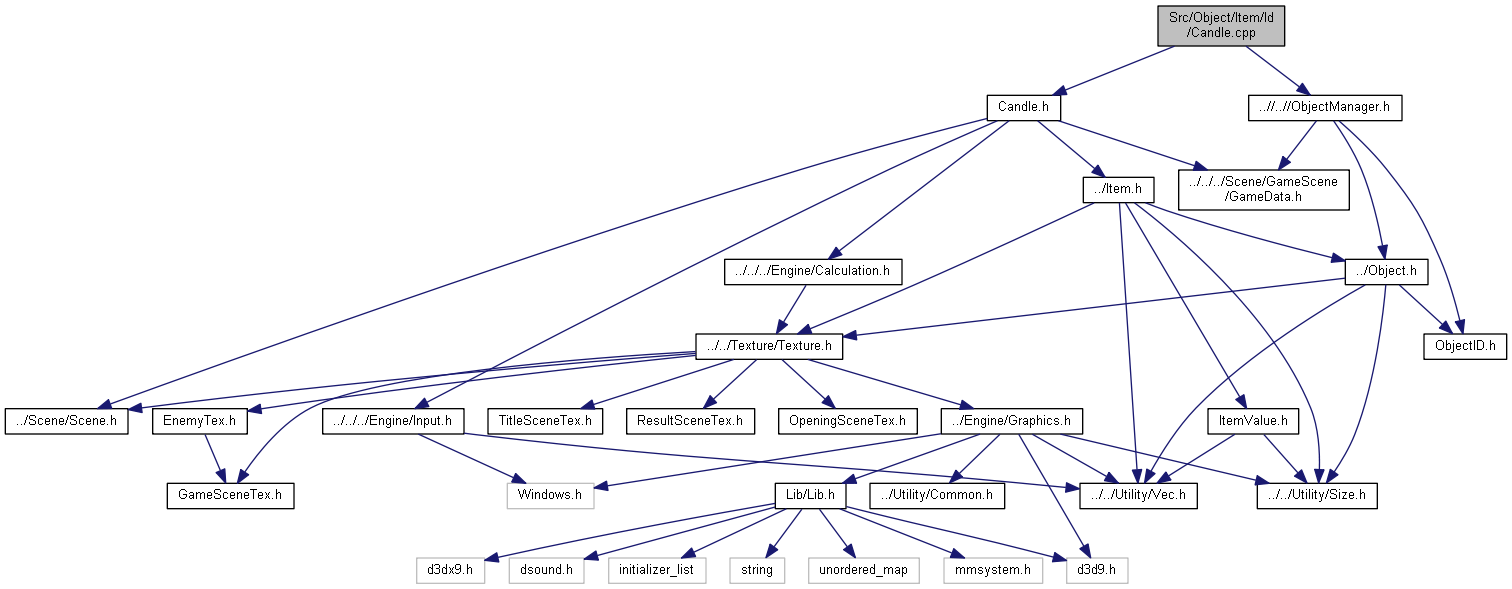 Src/Object/Item/Id
/Candle.cpp
Candle.h
..//..//ObjectManager.h
../../../Scene/GameScene
/GameData.h
../Item.h
../../../Engine/Calculation.h
../Object.h
../../Texture/Texture.h
ObjectID.h
../Scene/Scene.h
EnemyTex.h
../../../Engine/Input.h
TitleSceneTex.h
ResultSceneTex.h
OpeningSceneTex.h
../Engine/Graphics.h
ItemValue.h
GameSceneTex.h
Windows.h
Lib/Lib.h
../Utility/Common.h
../../Utility/Vec.h
../../Utility/Size.h
d3dx9.h
dsound.h
initializer_list
string
unordered_map
mmsystem.h
d3d9.h